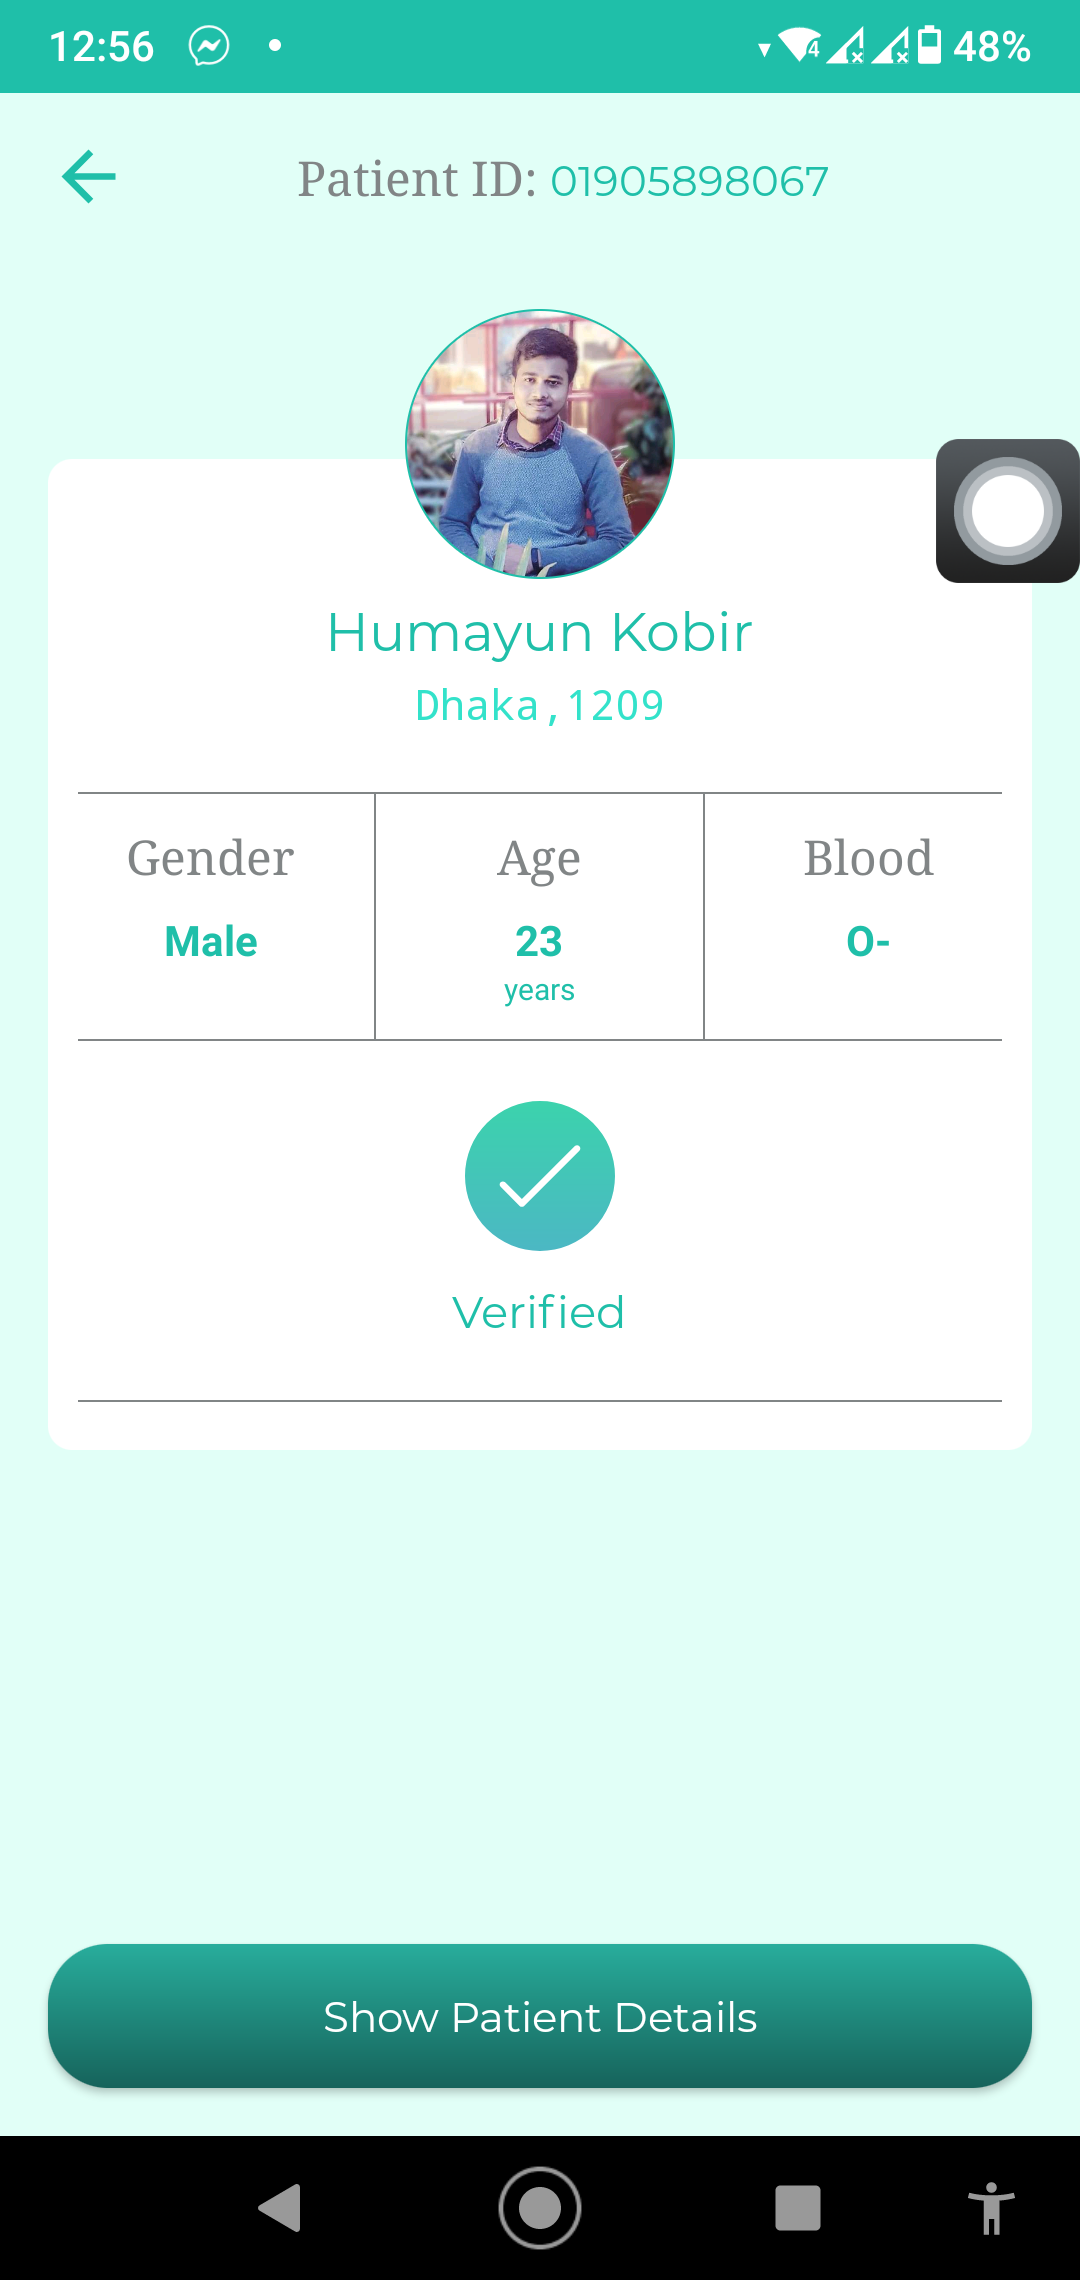 12:56 4 48%
Patient ID: 01905898067
Humayun Kobir
Dhaka,1209
Gender Age Blood
Male 23 O-
years
Verified
Show Patient Details